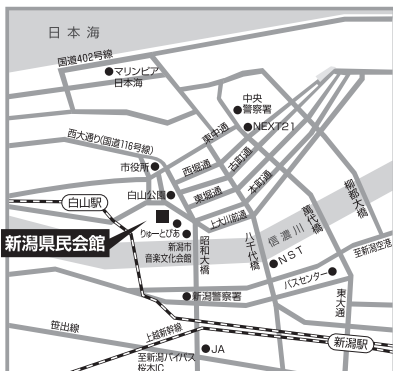 日本海
国道402号線
マリンピア
日本海
中央
警察署
NEXT21
西大通り(国道116号線)
東中通
市役所
西堀通
古町通
白山公園
東堀通
本町通
柳都大橋
白山駅
上大川前通
萬代橋
りゅーとぴあ
新潟県民会館
新潟市
音楽文化会館
昭和大橋
八千代橋
信濃川
NST
至新潟空港
バスセンター
新潟警察署
東大通
笹出線
上越新幹線
新潟駅
JA
至新潟バイパス
桜木IC